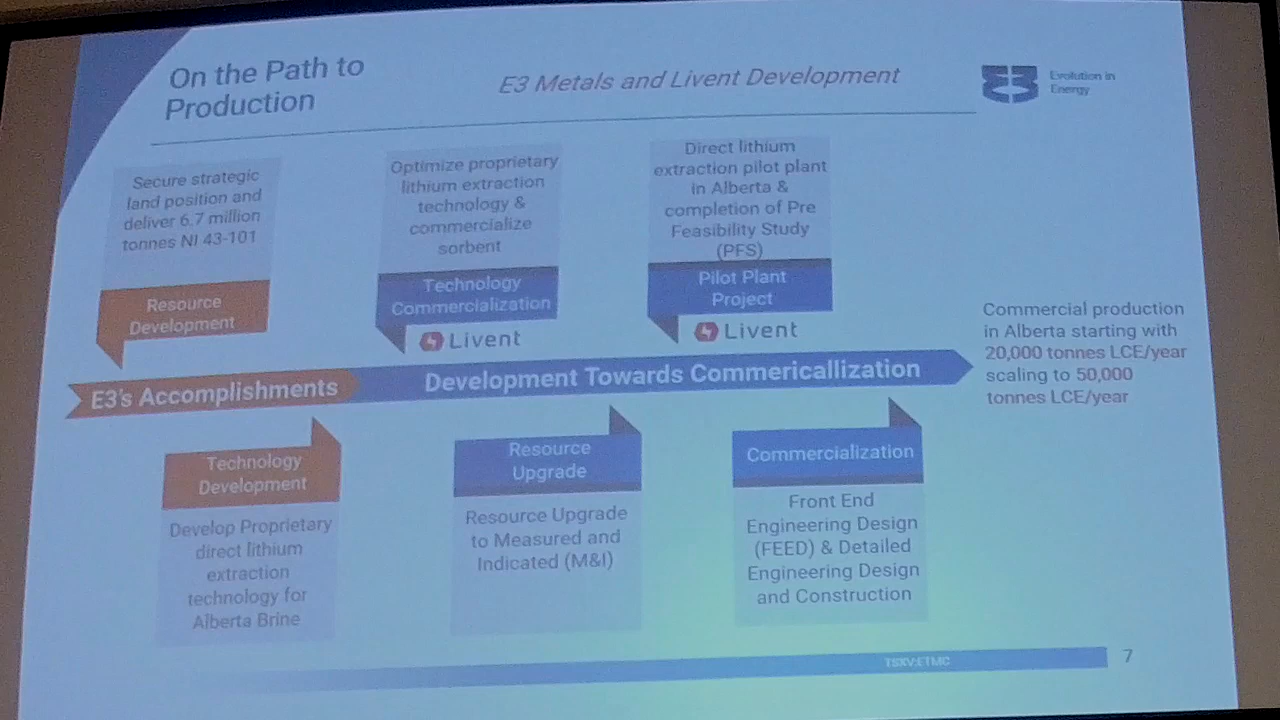 On the Path to
Production
E3 Metals and Livent Development
E3
Evolution in
Energy
Secure strategic
land position and
deliver 6.7 million
tonnes NI 43-101
Resource
Development
Optimize proprietary
lithium extraction
technology &
commercialize
sorbent
Technology
Commercialization
Livent
Direct lithium
extraction pilot plant
in Alberta &
completion of Pre
Feasibility Study
(PFS)
Pilot Plant
Project
Livent
E3's Accomplishments
Development Towards Commericallization
Commercial production
in Alberta starting with
20,000 tonnes LCE/year
scaling to 50,000
tonnes LCE/year
Technology
Development
Develop Proprietary
direct lithium
extraction
technology for
Alberta Brine
Resource
Upgrade
Resource Upgrade
to Measured and
Indicated (M&I)
Commercialization
Front End
Engineering Design
(FEED) & Detailed
Engineering Design
and Construction
TSXV:ETMC
7